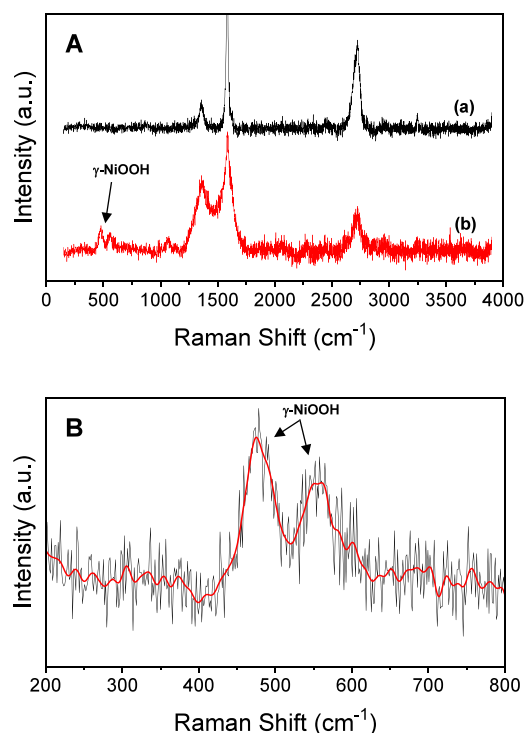 A
(a)
γ-NiOOH
(b)
Intensity (a.u.)
0 500 1000 1500 2000 2500 3000 3500 4000
Raman Shift (cm⁻¹)
B
γ-NiOOH
Intensity (a.u.)
200 300 400 500 600 700 800
Raman Shift (cm⁻¹)